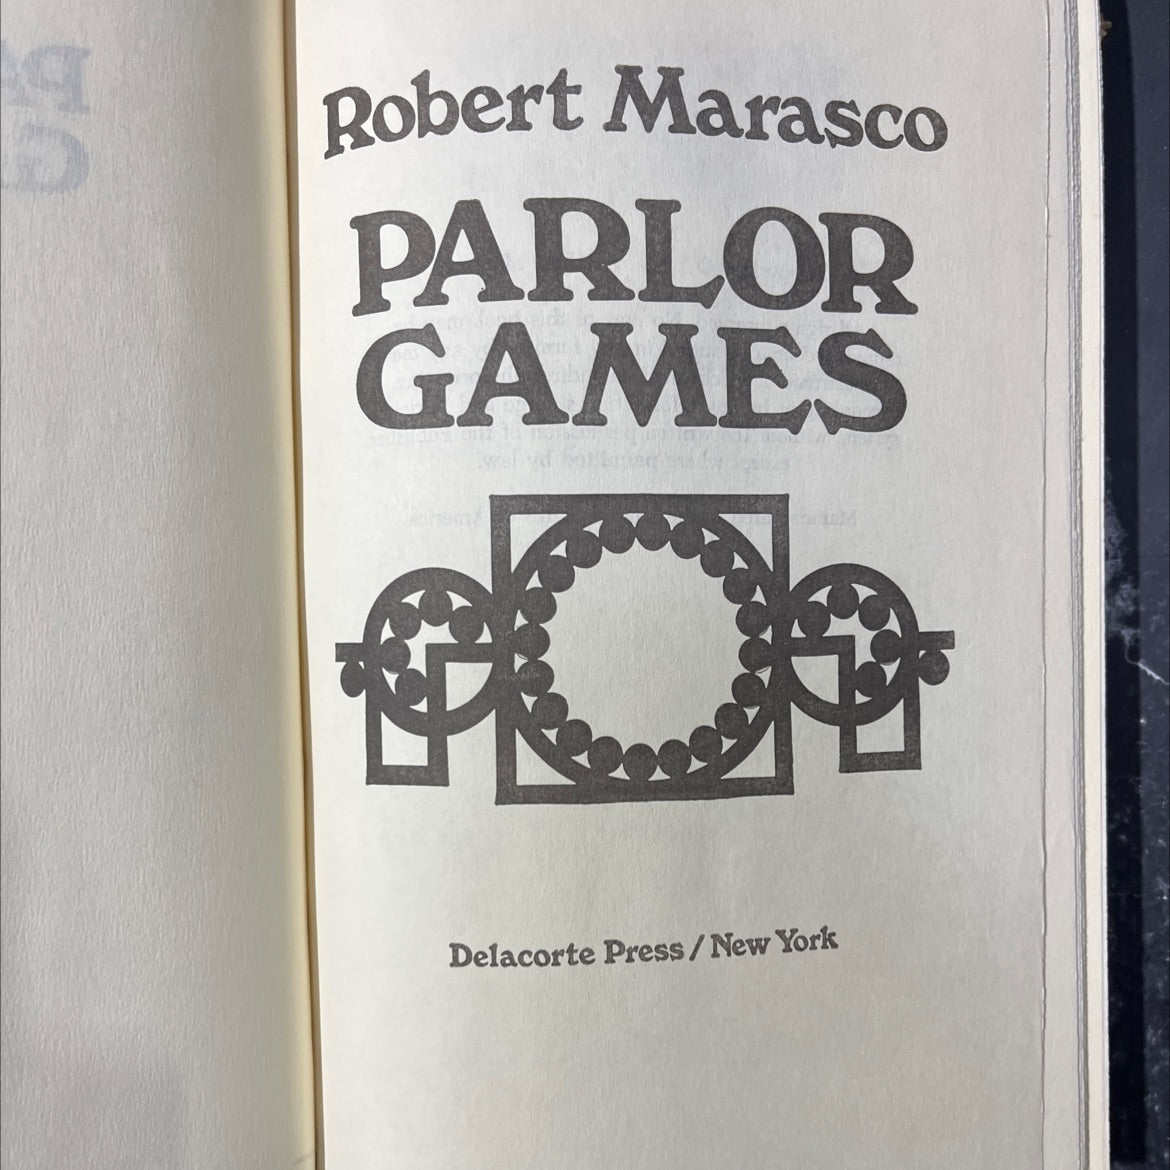 Robert Marasco
PARLOR
GAMES
Delacorte Press / New York